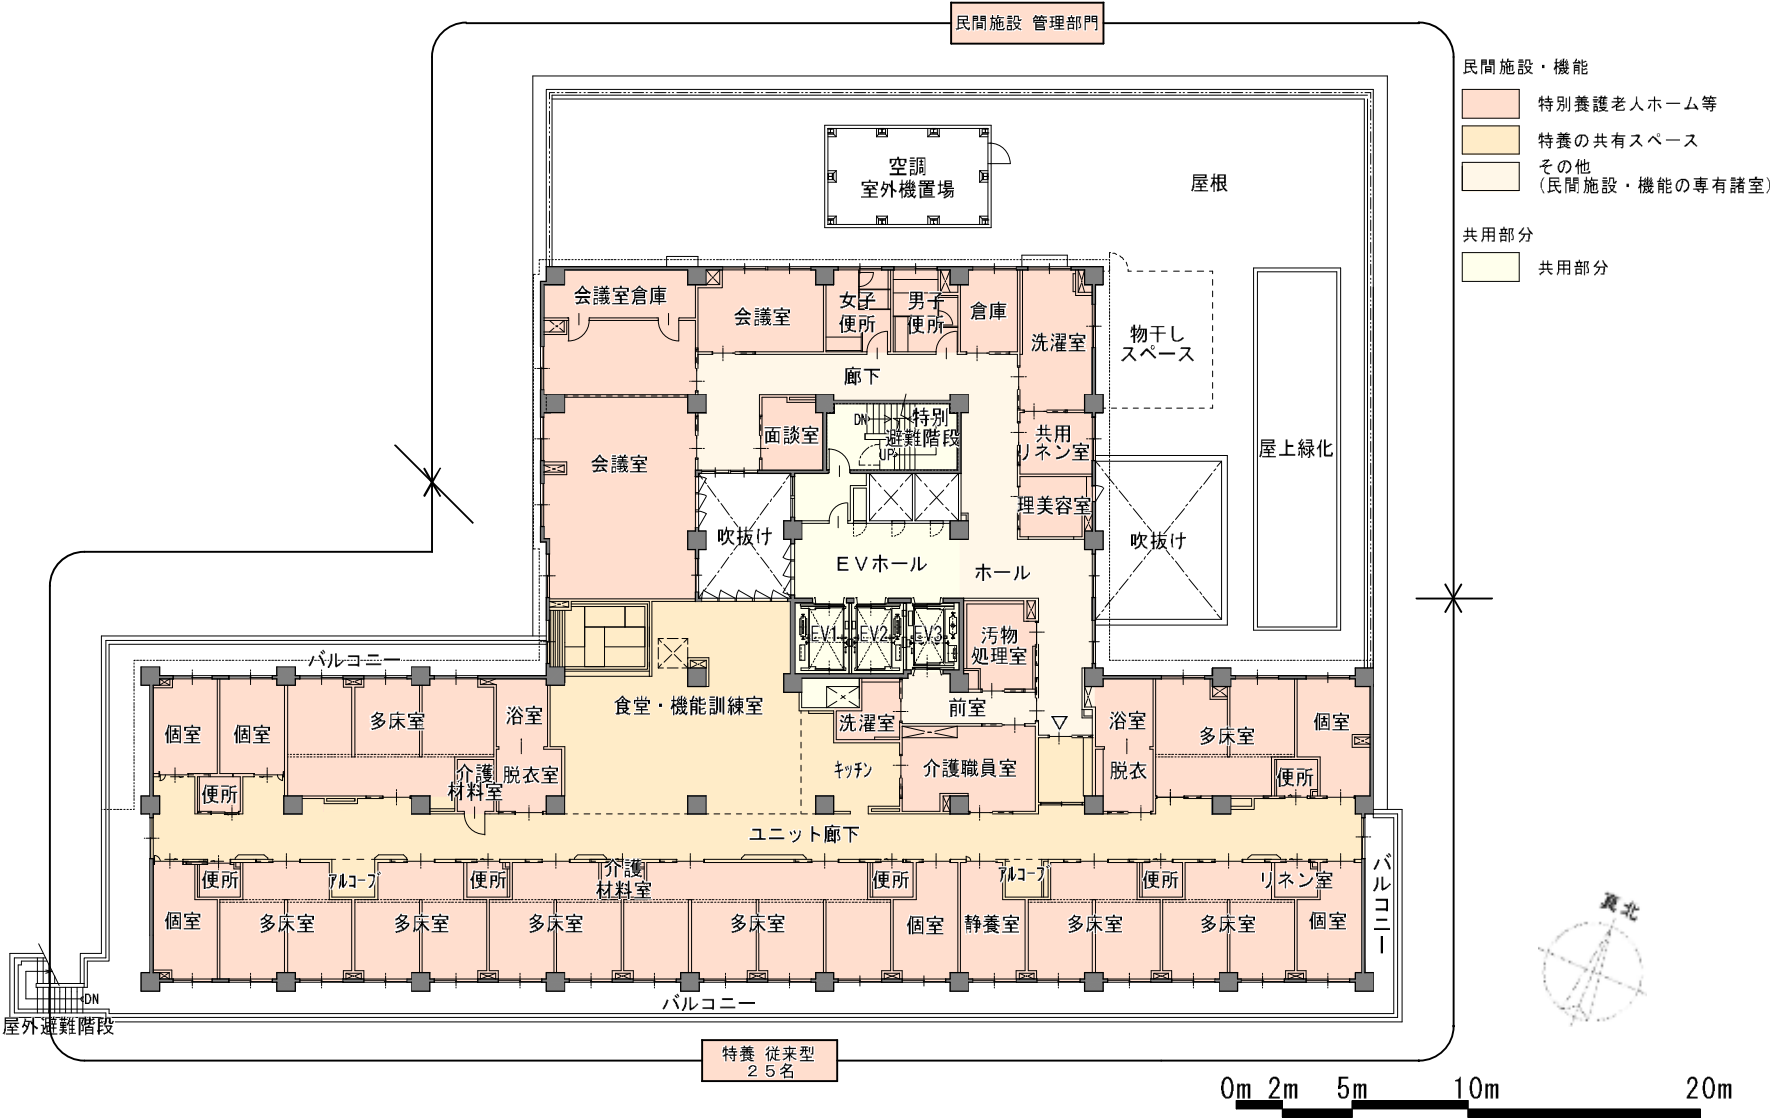 民間施設 管理部門
民間施設・機能
特別養護老人ホーム等
特養の共有スペース
その他
(民間施設・機能の専有諸室)
共用部分
共用部分
空調
室外機置場
屋根
会議室倉庫
会議室
女子
便所
男子
便所
倉庫
洗濯室
物干し
スペース
廊下
面談室
DN
特別
避難階段
UP
共用
リネン室
屋上緑化
会議室
理美容室
吹抜け
吹抜け
EVホール
ホール
EV1
EV2
EV3
汚物
処理室
バルコニー
個室
個室
多床室
浴室
食堂・機能訓練室
洗濯室
前室
浴室
多床室
個室
介護
材料室
脱衣室
キッチン
介護職員室
脱衣
便所
便所
ユニット廊下
便所
アルコーブ
便所
介護
材料室
便所
アルコーブ
便所
リネン室
バルコニー
個室
多床室
多床室
多床室
多床室
個室
静養室
多床室
多床室
個室
真北
DN
バルコニー
屋外避難階段
特養 従来型
25名
0m 2m 5m 10m 20m